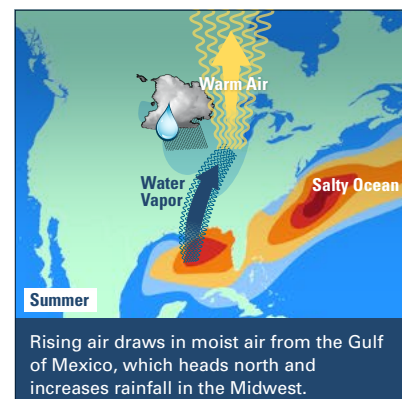 Warm Air
Water
Vapor
Salty Ocean
Summer
Rising air draws in moist air from the Gulf
of Mexico, which heads north and
increases rainfall in the Midwest.